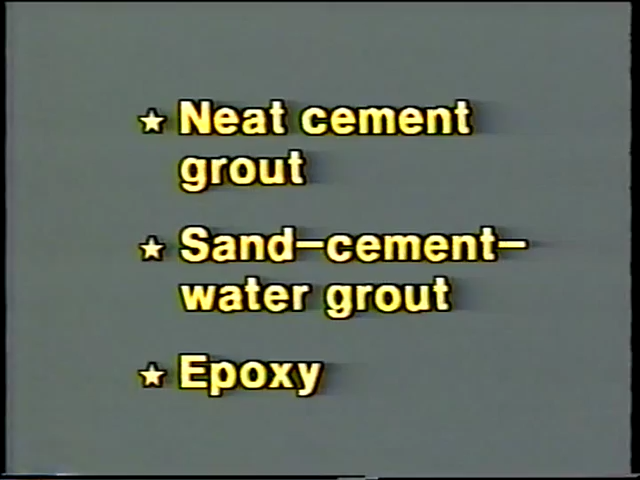 ★ Neat cement
grout
★ Sand-cement-
water grout
★ Epoxy